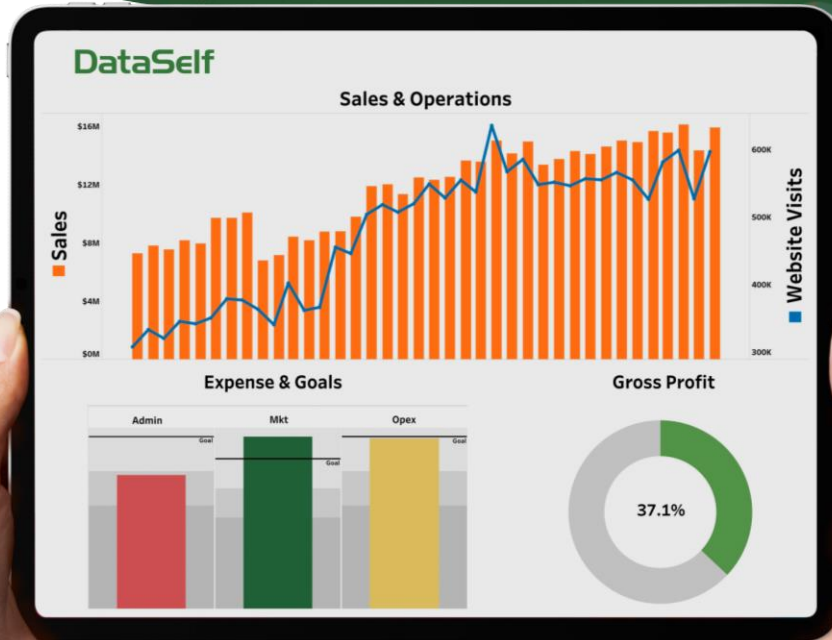 DataSelf
Sales & Operations
$16M
$12M
$8M
$4M
$0M
Sales
600K
500K
400K
300K
Website Visits
Expense & Goals
Admin
Mkt
Opex
Goal
Goal
Goal
Gross Profit
37.1%